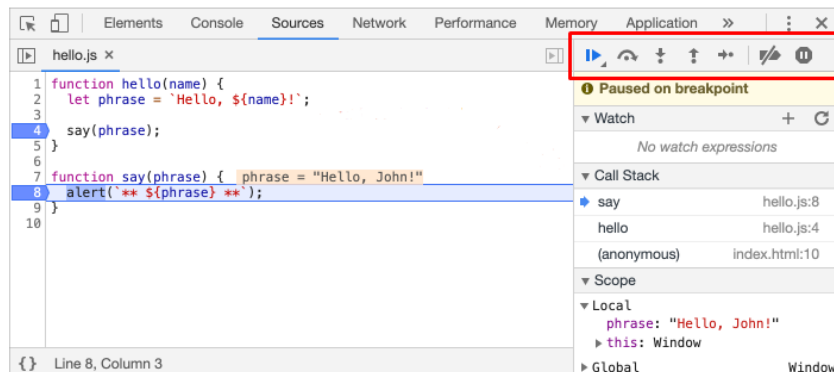 Elements Console Sources Network Performance Memory Application »
hello.js ×
1 function hello(name) {
2 let phrase = `Hello, ${name}!`;
3
4 say(phrase);
5 }
6
7 function say(phrase) { phrase = "Hello, John!"
8 alert(`** ${phrase} **`);
9 }
10
{} Line 8, Column 3
Paused on breakpoint
Watch
No watch expressions
Call Stack
say hello.js:8
hello hello.js:4
(anonymous) index.html:10
Scope
Local
phrase: "Hello, John!"
this: Window
Global Window